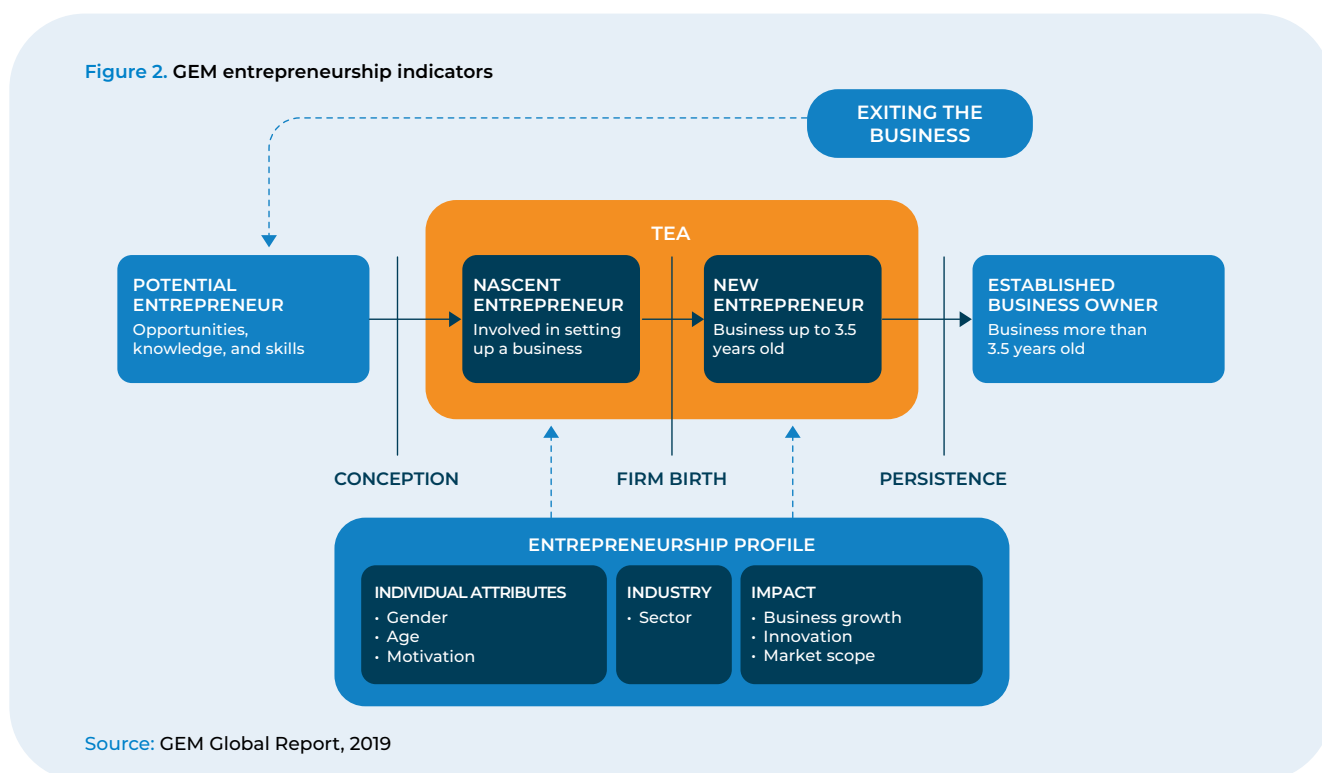 Figure 2. GEM entrepreneurship indicators
EXITING THE
BUSINESS
TEA
POTENTIAL
ENTREPRENEUR
Opportunities,
knowledge, and skills
NASCENT
ENTREPRENEUR
Involved in setting
up a business
NEW
ENTREPRENEUR
Business up to 3.5
years old
ESTABLISHED
BUSINESS OWNER
Business more than
3.5 years old
CONCEPTION
FIRM BIRTH
PERSISTENCE
ENTREPRENEURSHIP PROFILE
INDIVIDUAL ATTRIBUTES
• Gender
• Age
• Motivation
INDUSTRY
• Sector
IMPACT
• Business growth
• Innovation
• Market scope
Source: GEM Global Report, 2019